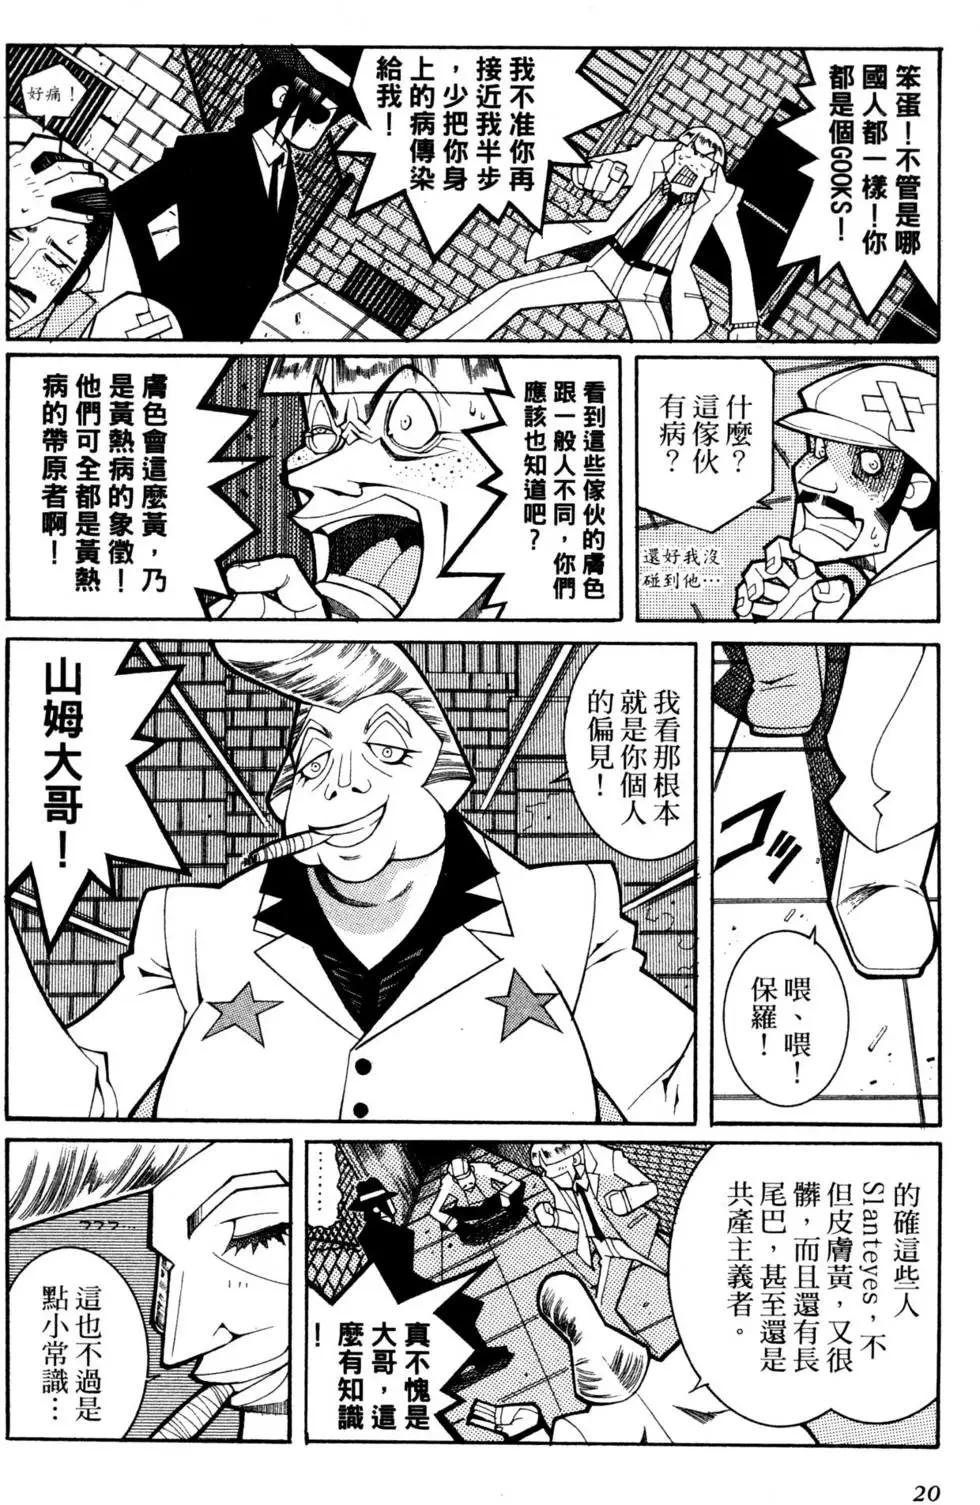 笨蛋！不管是哪
國人都一樣！你
都是個GOOKS！
我不准你再
接近我半步
，少把你身
上的病傳染
給我！
好痛！
什麼？
這傢伙
有病？
還好我沒
碰到他…
看到這些傢伙的膚色
跟一般人不同，你們
應該也知道吧？
膚色會這麼黃，乃
是黃熱病的象徵！
他們可全都是黃熱
病的帶原者啊！
喂、喂！
保羅！
我看那根本
就是你個人
的偏見！
山姆大哥！
的確這些人
Slanteyes，不
但皮膚黃，又很
髒，而且還有長
尾巴，甚至還是
共產主義者。
……
真不愧是
大哥，這
麼有知識
！
???…
這也不過是
點小常識…
20